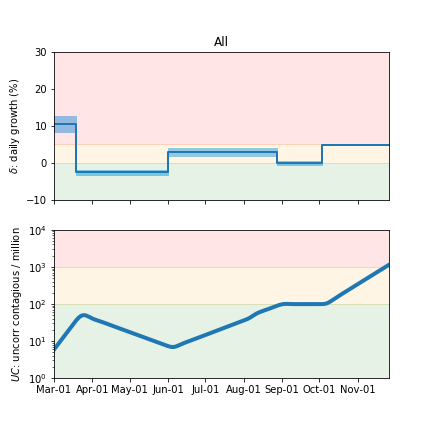 All
δ: daily growth (%)
30
20
10
0
−10
UC: uncorr contagious / million
10⁴
10³
10²
10¹
10⁰
Mar-01 Apr-01 May-01 Jun-01 Jul-01 Aug-01 Sep-01 Oct-01 Nov-01